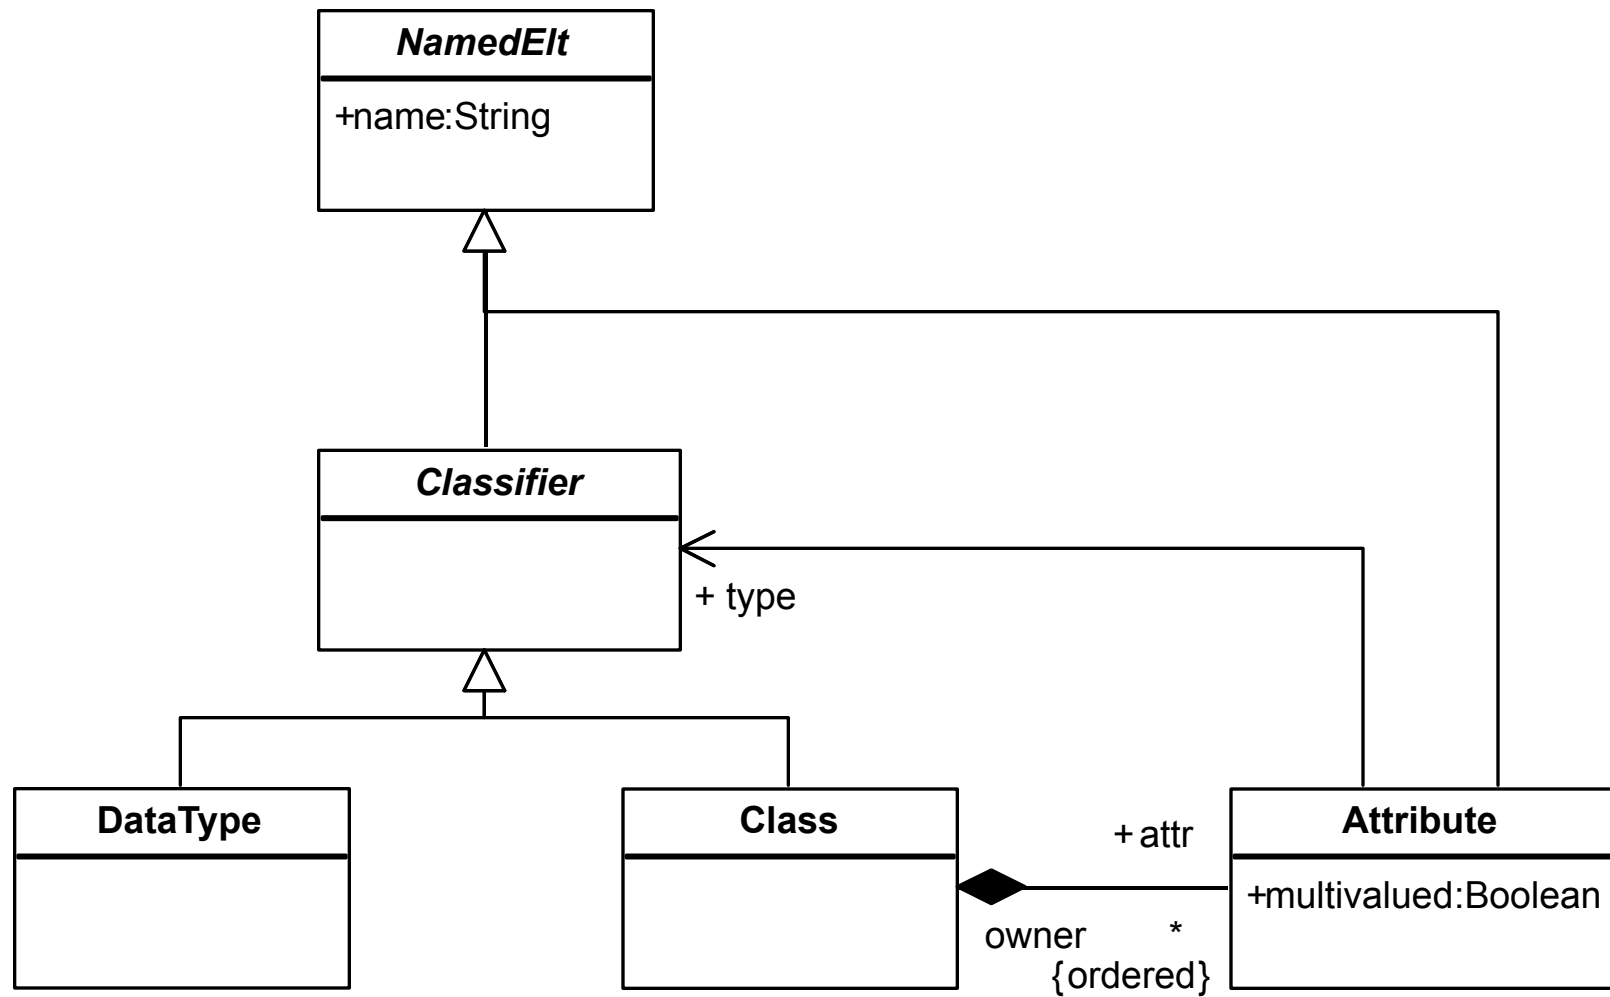 NamedElt
+name:String
Classifier
+ type
DataType
Class
+attr
Attribute
+multivalued:Boolean
owner
*
{ordered}